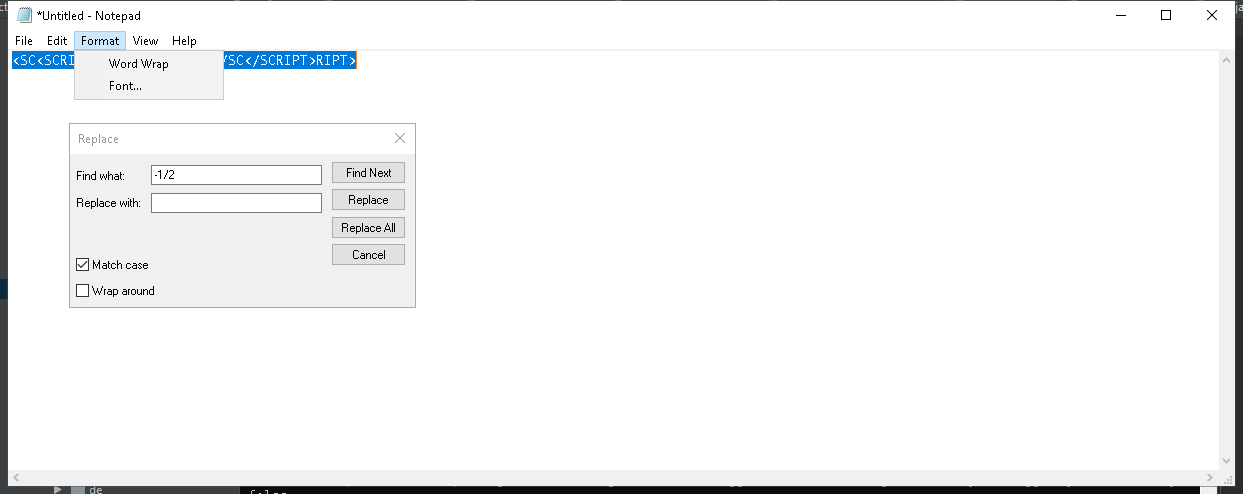 *Untitled - Notepad
File Edit Format View Help
<SC<SCRI /SC</SCRIPT>RIPT>
Word Wrap
Font...
Replace
Find what: -1/2 Find Next
Replace with: Replace
Replace All
Cancel
Match case
Wrap around
de